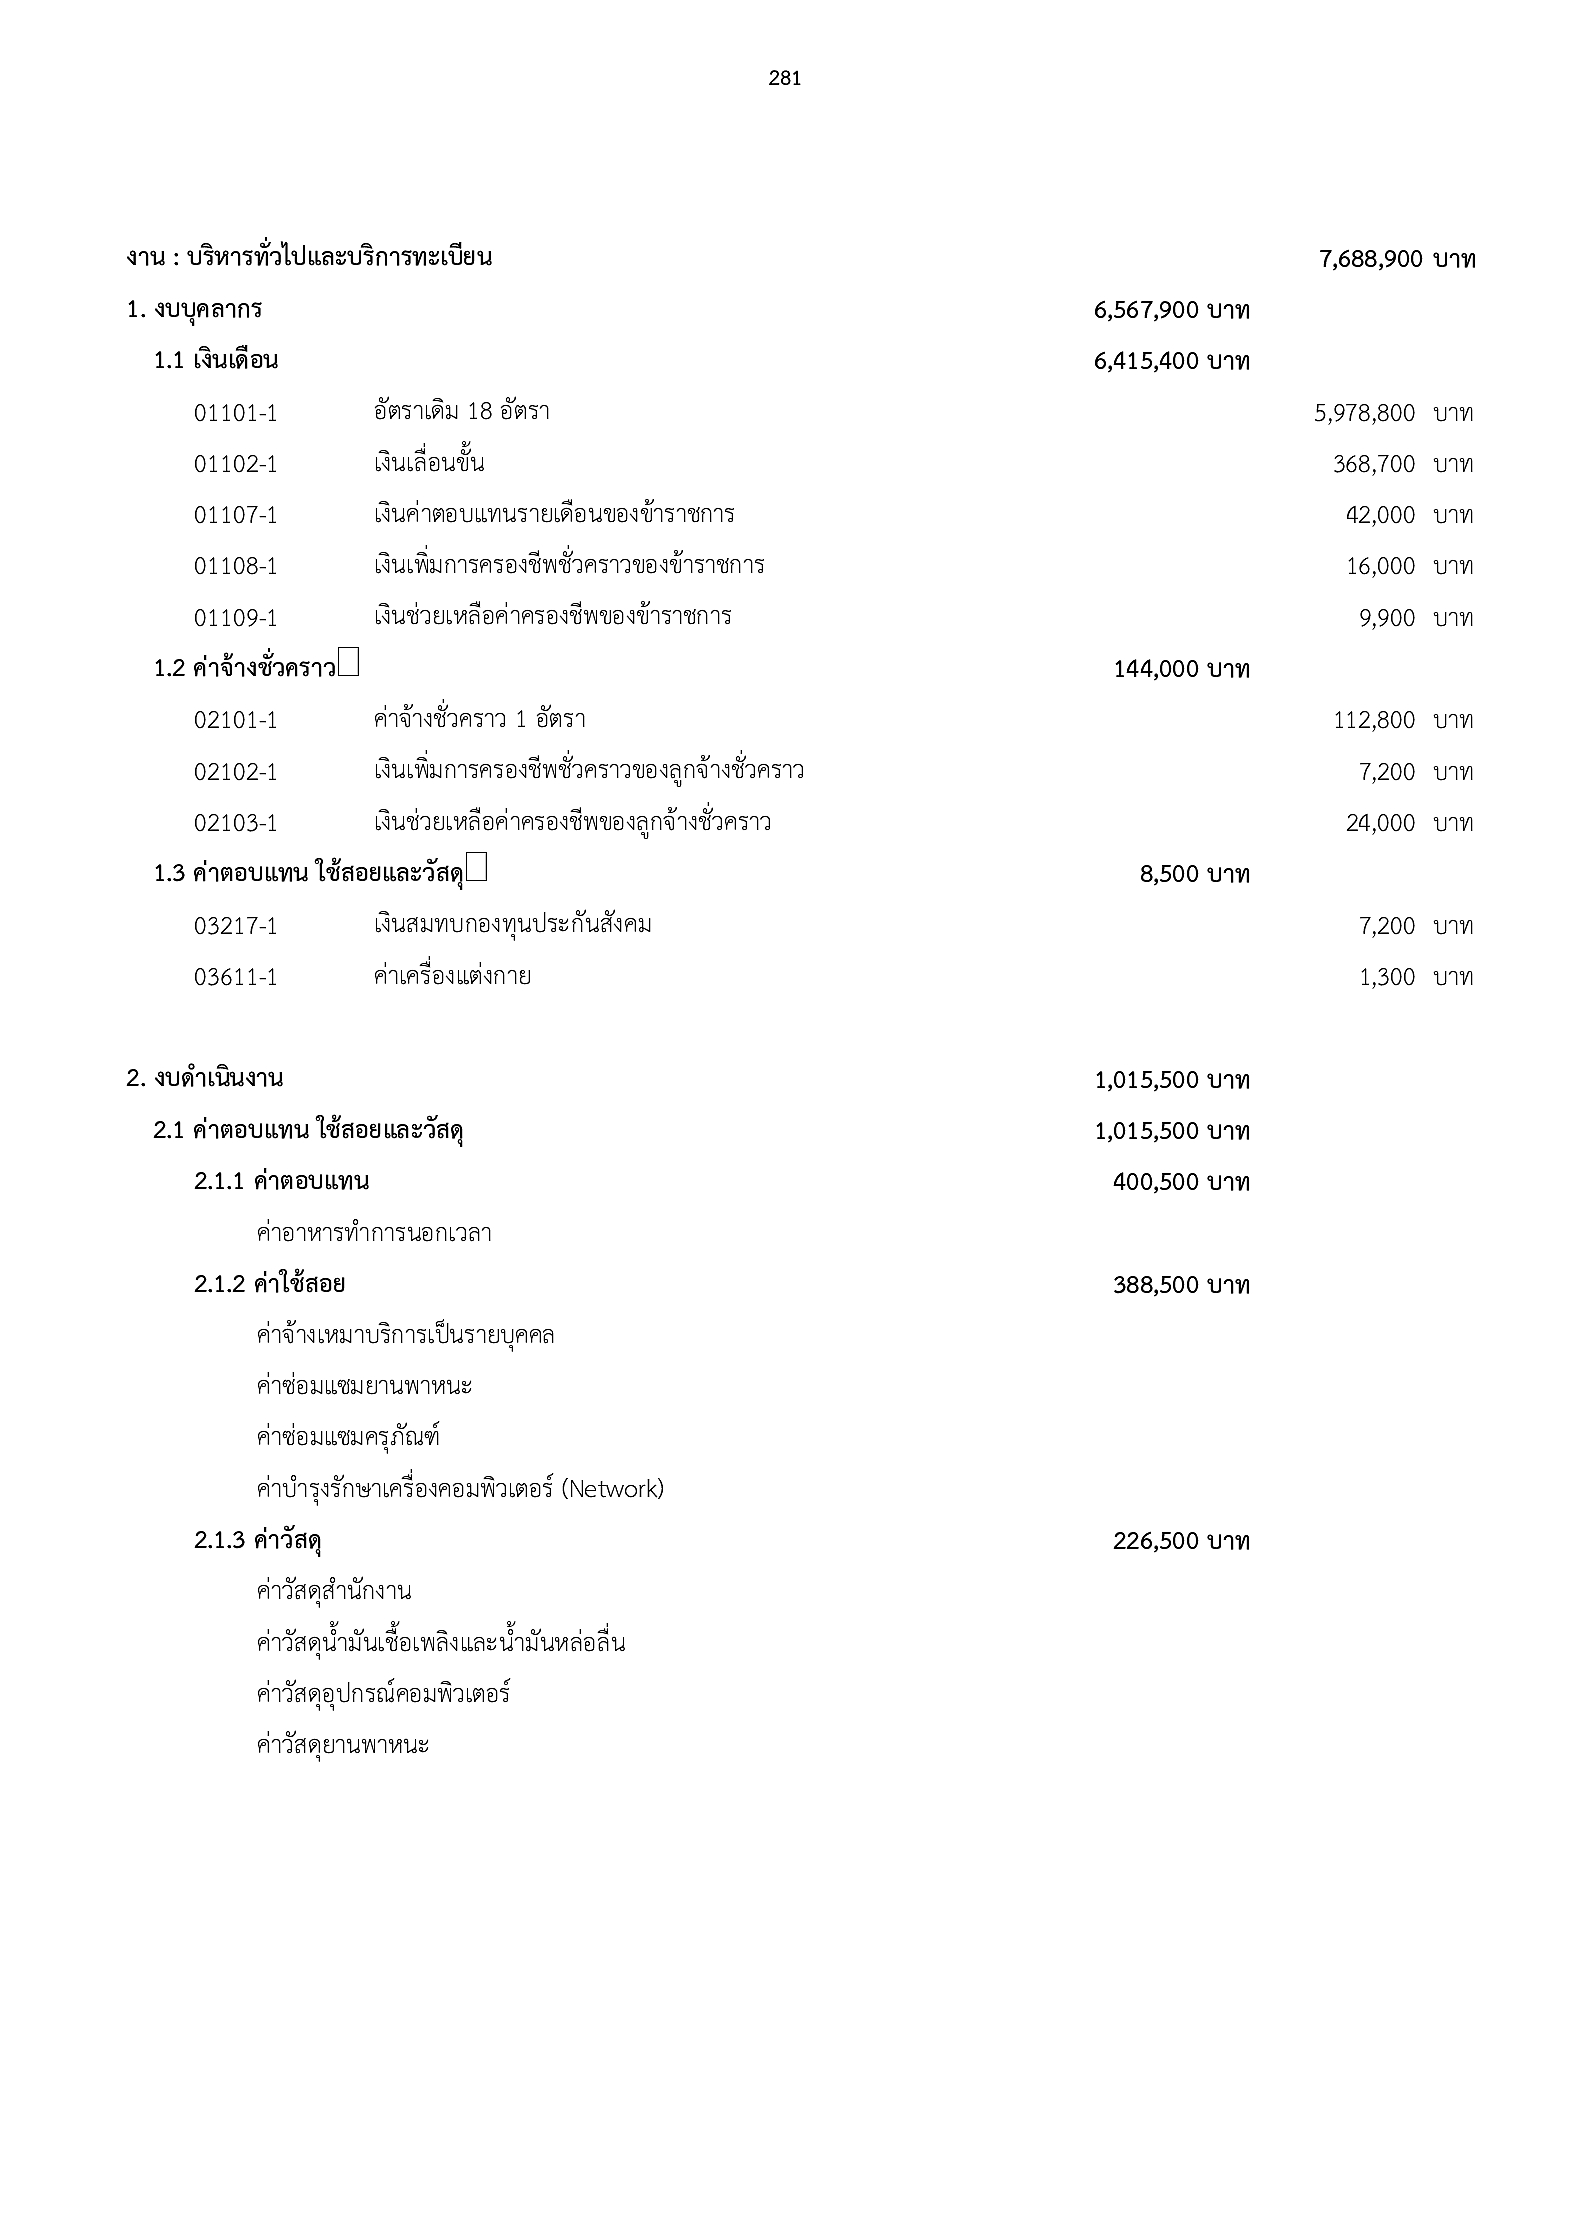 281
งาน : บริหารทั่วไปและบริการทะเบียน 7,688,900 บาท
1. งบบุคลากร 6,567,900 บาท
1.1 เงินเดือน 6,415,400 บาท
01101-1 อัตราเดิม 18 อัตรา 5,978,800 บาท
01102-1 เงินเลื่อนขั้น 368,700 บาท
01107-1 เงินค่าตอบแทนรายเดือนของข้าราชการ 42,000 บาท
01108-1 เงินเพิ่มการครองชีพชั่วคราวของข้าราชการ 16,000 บาท
01109-1 เงินช่วยเหลือค่าครองชีพของข้าราชการ 9,900 บาท
1.2 ค่าจ้างชั่วคราว 144,000 บาท
02101-1 ค่าจ้างชั่วคราว 1 อัตรา 112,800 บาท
02102-1 เงินเพิ่มการครองชีพชั่วคราวของลูกจ้างชั่วคราว 7,200 บาท
02103-1 เงินช่วยเหลือค่าครองชีพของลูกจ้างชั่วคราว 24,000 บาท
1.3 ค่าตอบแทน ใช้สอยและวัสดุ 8,500 บาท
03217-1 เงินสมทบกองทุนประกันสังคม 7,200 บาท
03611-1 ค่าเครื่องแต่งกาย 1,300 บาท
2. งบดำเนินงาน 1,015,500 บาท
2.1 ค่าตอบแทน ใช้สอยและวัสดุ 1,015,500 บาท
2.1.1 ค่าตอบแทน 400,500 บาท
ค่าอาหารทำการนอกเวลา
2.1.2 ค่าใช้สอย 388,500 บาท
ค่าจ้างเหมาบริการเป็นรายบุคคล
ค่าซ่อมแซมยานพาหนะ
ค่าซ่อมแซมครุภัณฑ์
ค่าบำรุงรักษาเครื่องคอมพิวเตอร์ (Network)
2.1.3 ค่าวัสดุ 226,500 บาท
ค่าวัสดุสำนักงาน
ค่าวัสดุน้ำมันเชื้อเพลิงและน้ำมันหล่อลื่น
ค่าวัสดุอุปกรณ์คอมพิวเตอร์
ค่าวัสดุยานพาหนะ